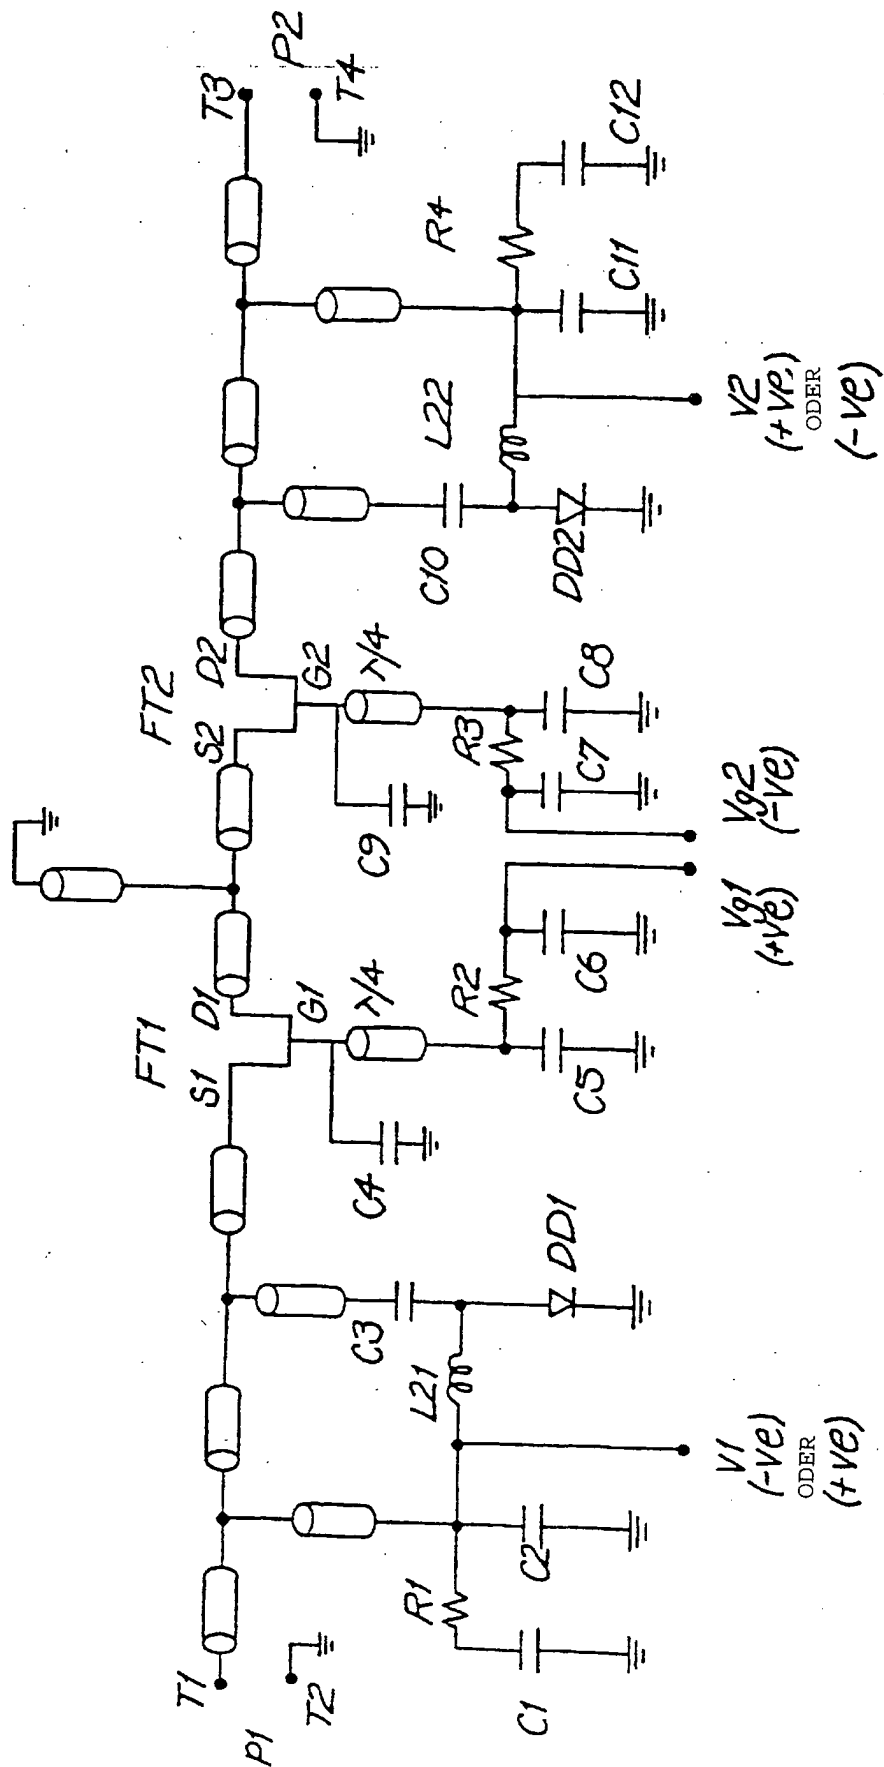 P1
T1
T2
C1
R1
C2
V1
(-ve)
ODER
(+ve)
L21
C3
DD1
FT1
S1
D1
G1
C4
λ/4
C5
R2
C6
Vg1
(+ve)
Vg2
(-ve)
FT2
S2
D2
G2
C9
λ/4
R3
C7
C8
C10
DD2
L22
V2
(+ve)
ODER
(-ve)
R4
C11
C12
T3
T4
P2